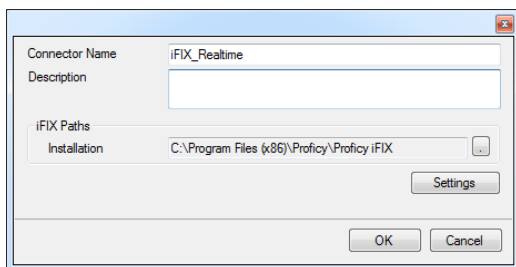 Connector Name iFIX_Realtime
Description
iFIX Paths
Installation C:\Program Files (x86)\Proficy\Proficy iFIX .
Settings
OK Cancel